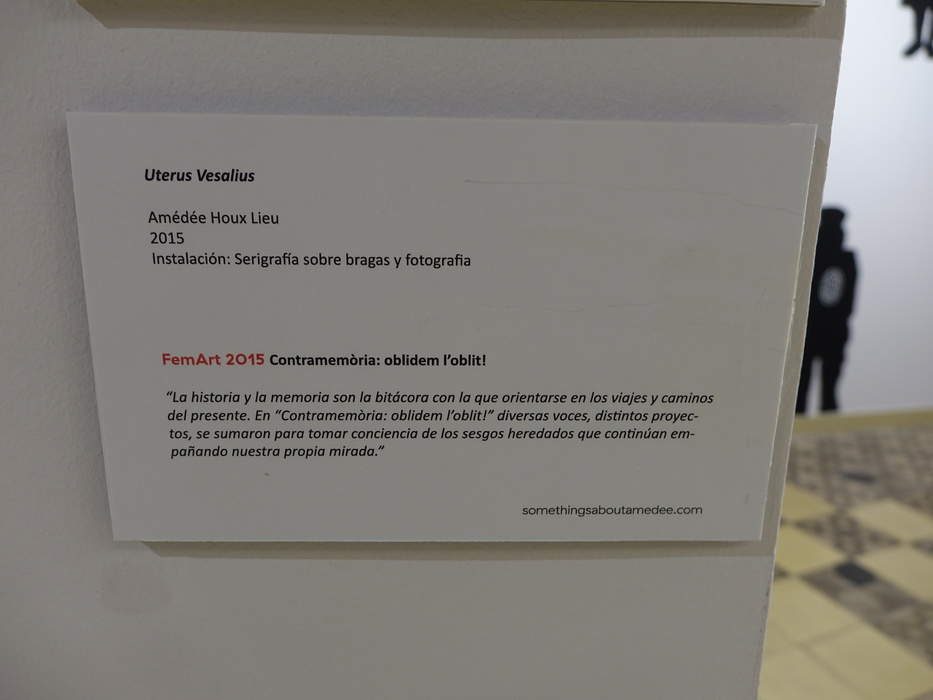 Uterus Vesalius
Amédée Houx Lieu
2015
Instalación: Serigrafía sobre bragas y fotografia
FemArt 2015 Contramemòria: oblidem l'oblit!
“La historia y la memoria son la bitácora con la que orientarse en los viajes y caminos
del presente. En “Contramemòria: oblidem l'oblit!” diversas voces, distintos proyec-
tos, se sumaron para tomar conciencia de los sesgos heredados que continúan em-
pañando nuestra propia mirada.”
somethingsaboutamedee.com